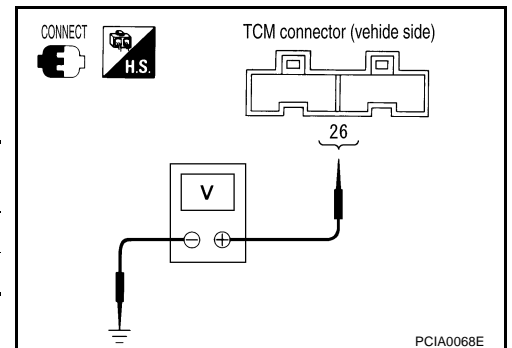 CONNECT
H.S.
TCM connector (vehide side)
26
V
PCIA0068E